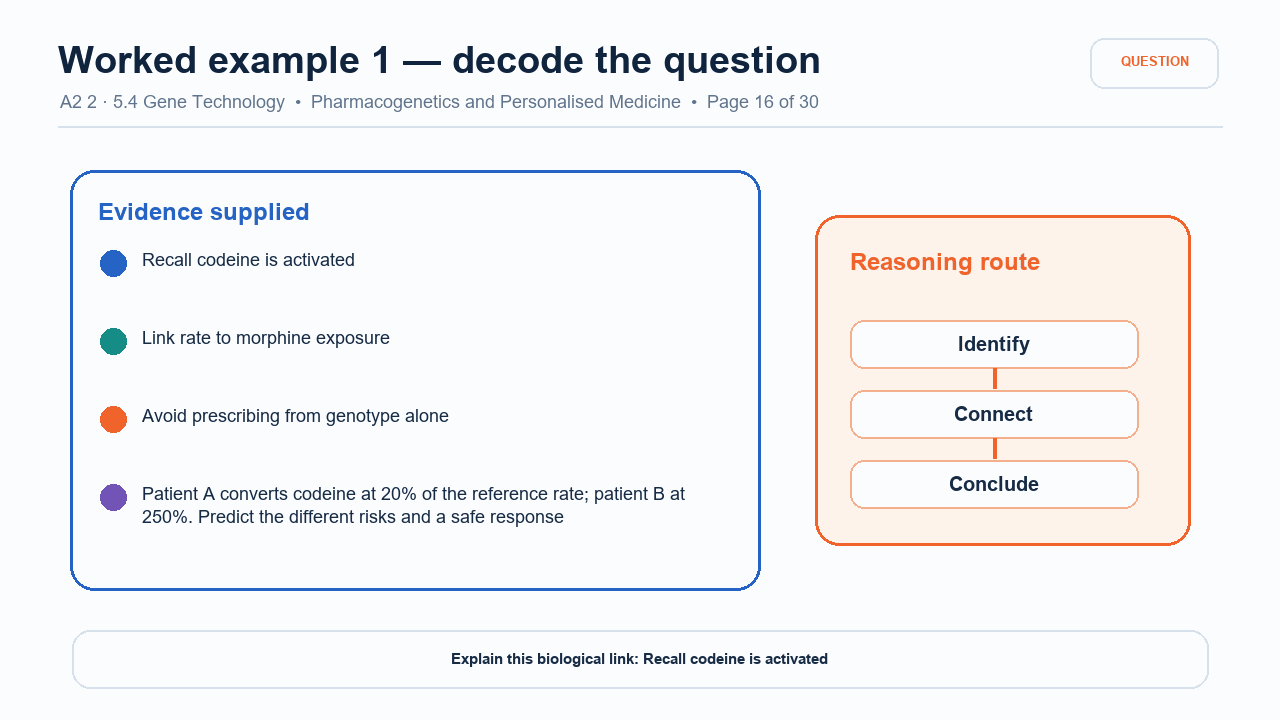 Worked example 1 — decode the question
A2 2 · 5.4 Gene Technology • Pharmacogenetics and Personalised Medicine • Page 16 of 30
QUESTION
Evidence supplied
Recall codeine is activated
Link rate to morphine exposure
Avoid prescribing from genotype alone
Patient A converts codeine at 20% of the reference rate; patient B at
250%. Predict the different risks and a safe response
Reasoning route
Identify
Connect
Conclude
Explain this biological link: Recall codeine is activated